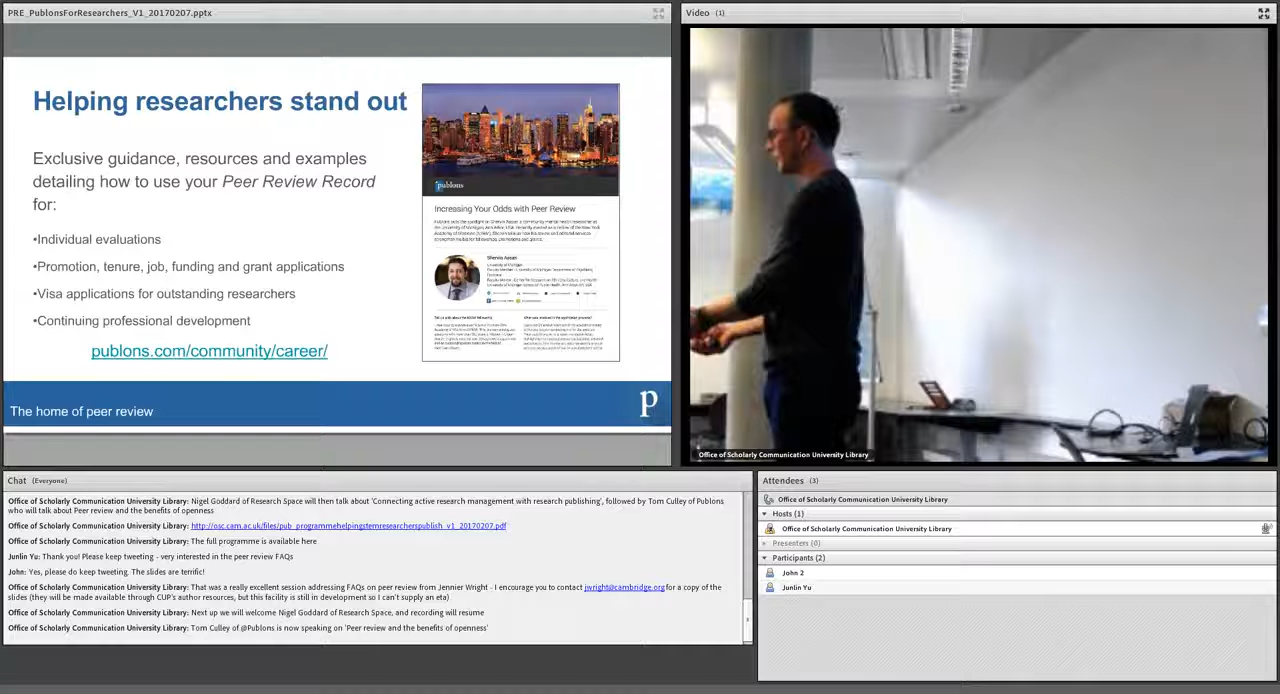 PRE_PublonsForResearchers_V1_20170207.pptx
Helping researchers stand out
Exclusive guidance, resources and examples
detailing how to use your Peer Review Record
for:
•Individual evaluations
•Promotion, tenure, job, funding and grant applications
•Visa applications for outstanding researchers
•Continuing professional development
publons.com/community/career/
publons
Increasing Your Odds with Peer Review
The home of peer review
p
Video (1)
Office of Scholarly Communication University Library
Chat (Everyone)
Office of Scholarly Communication University Library: Nigel Goddard of Research Space will then talk about 'Connecting active research management with research publishing', followed by Tom Culley of Publons
who will talk about Peer review and the benefits of openness
Office of Scholarly Communication University Library: http://osc.cam.ac.uk/files/pub_programmehelpingstemresearcherspublish_v1_20170207.pdf
Office of Scholarly Communication University Library: The full programme is available here
Junlin Yu: Thank you! Please keep tweeting - very interested in the peer review FAQs
John: Yes, please do keep tweeting. The slides are terrific!
Office of Scholarly Communication University Library: That was a really excellent session addressing FAQs on peer review from Jennier Wright - I encourage you to contact jwright@cambridge.org for a copy of the
slides (they will be made available through CUP's author resources, but this facility is still in development so I can't supply an eta)
Office of Scholarly Communication University Library: Next up we will welcome Nigel Goddard of Research Space, and recording will resume
Office of Scholarly Communication University Library: Tom Culley of @Publons is now speaking on 'Peer review and the benefits of openness'
Attendees (3)
Office of Scholarly Communication University Library
Hosts (1)
Office of Scholarly Communication University Library
Presenters (0)
Participants (2)
John 2
Junlin Yu